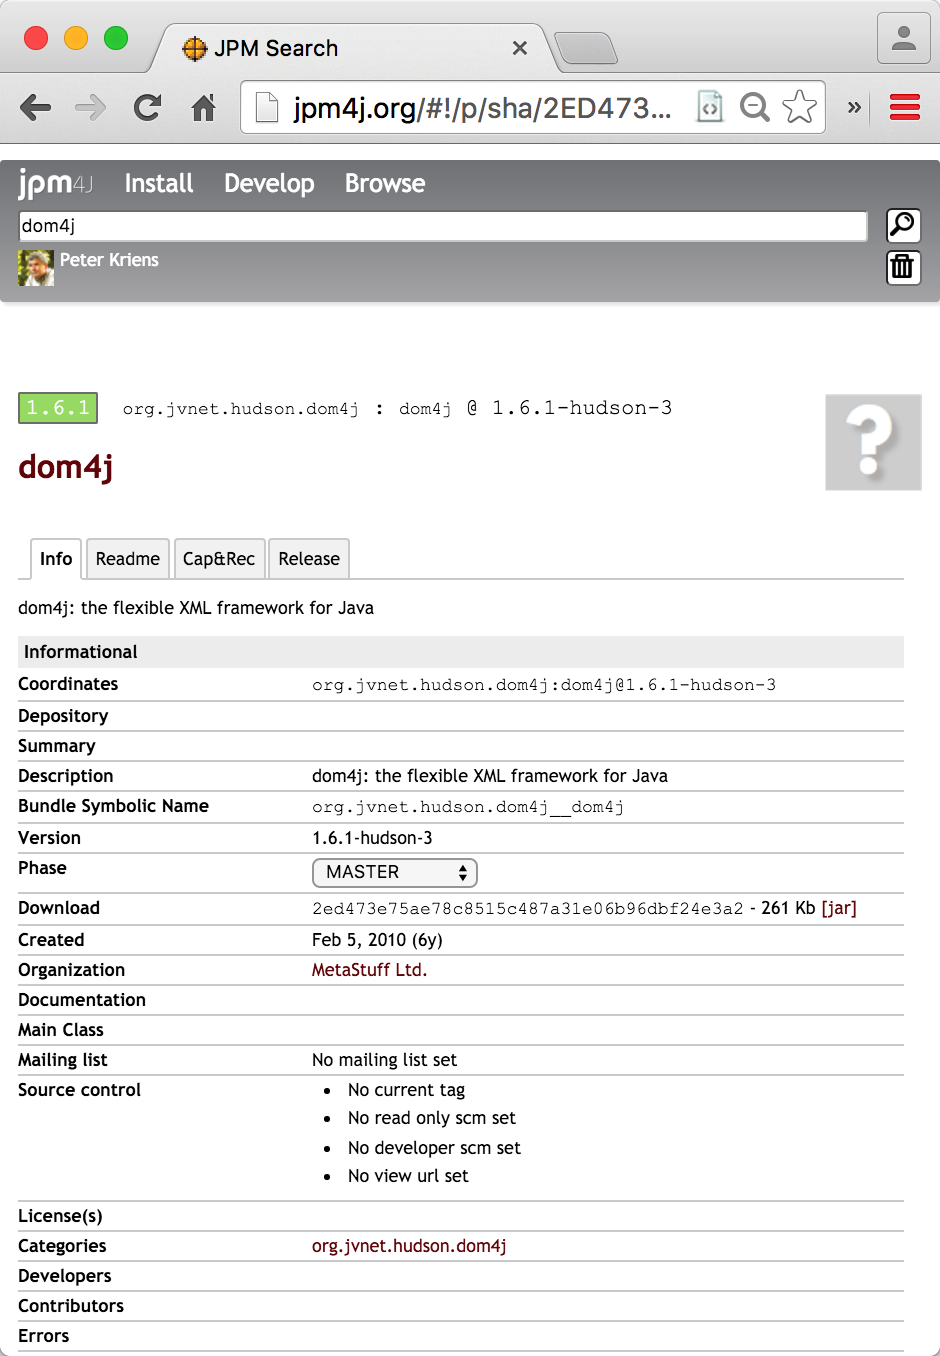 JPM Search
jpm4j.org/#!/p/sha/2ED473...
jpm4J Install Develop Browse
dom4j
Peter Kriens
1.6.1 org.jvnet.hudson.dom4j : dom4j @ 1.6.1-hudson-3
dom4j
Info Readme Cap&Rec Release
dom4j: the flexible XML framework for Java
Informational
Coordinates org.jvnet.hudson.dom4j:dom4j@1.6.1-hudson-3
Depository
Summary
Description dom4j: the flexible XML framework for Java
Bundle Symbolic Name org.jvnet.hudson.dom4j__dom4j
Version 1.6.1-hudson-3
Phase MASTER
Download 2ed473e75ae78c8515c487a31e06b96dbf24e3a2 - 261 Kb [jar]
Created Feb 5, 2010 (6y)
Organization MetaStuff Ltd.
Documentation
Main Class
Mailing list No mailing list set
Source control • No current tag
• No read only scm set
• No developer scm set
• No view url set
License(s)
Categories org.jvnet.hudson.dom4j
Developers
Contributors
Errors